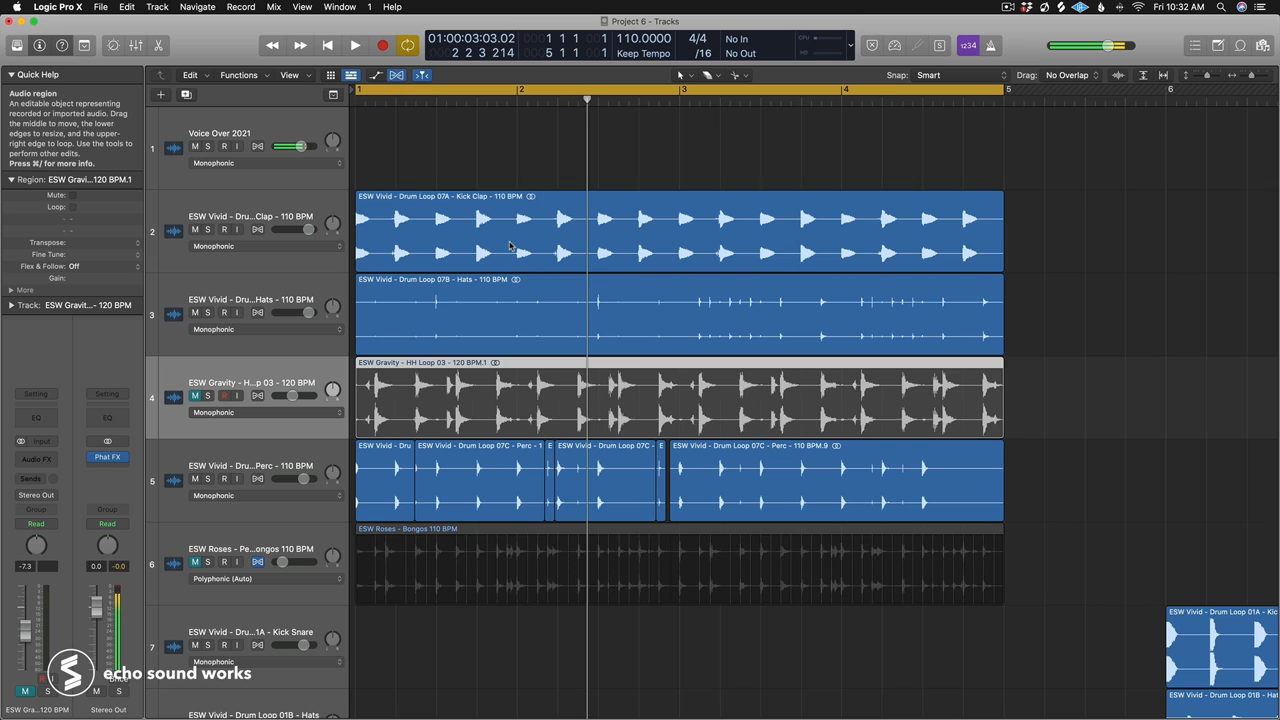 Logic Pro X File Edit Track Navigate Record Mix View Window 1 Help
Fri 10:32 AM
Project 6 - Tracks
01:00:03:03.02 1 1 1 110.0000 4/4 No In CPU
2 2 3 214 5 1 1 1 Keep Tempo /16 No Out
1234
Quick Help
Edit Functions View
Snap: Smart Drag: No Overlap
Audio region
An editable object representing
recorded or imported audio. Drag
the middle to move, the lower
edges to resize, and the upper-
right edge to loop. Use the tools to
perform other edits.
Press ⌘/ for more info.
Region: ESW Gravi...120 BPM.1
Mute:
Loop:
Transpose:
Fine Tune:
Flex & Follow: Off
Gain:
More
Track: ESW Gravit...- 120 BPM
Setting Setting
EQ EQ
Input
Audio FX Phat FX
Sends
Stereo Out
Group Group
Read Read
-7.3 0.0 -0.0
R I
M S M S
ESW Gra...120 BPM Stereo Out
1 2 3 4 5 6
1
Voice Over 2021
M S R I
Monophonic
2
ESW Vivid - Dru...Clap - 110 BPM
M S R I
Monophonic
ESW Vivid - Drum Loop 07A - Kick Clap - 110 BPM
3
ESW Vivid - Dru...Hats - 110 BPM
M S R I
Monophonic
ESW Vivid - Drum Loop 07B - Hats - 110 BPM
4
ESW Gravity - H...p 03 - 120 BPM
M S R I
Monophonic
ESW Gravity - HH Loop 03 - 120 BPM.1
5
ESW Vivid - Dru...Perc - 110 BPM
M S R I
Monophonic
ESW Vivid - Dru ESW Vivid - Drum Loop 07C - Perc - 1 E ESW Vivid - Drum Loop 07C - E ESW Vivid - Drum Loop 07C - Perc - 110 BPM.9
6
ESW Roses - Pe...ongos 110 BPM
M S R I
Polyphonic (Auto)
ESW Roses - Bongos 110 BPM
7
ESW Vivid - Dru...1A - Kick Snare
M S R I
Monophonic
ESW Vivid - Drum Loop 01A - Kic
ESW Vivid - Drum Loop 01B - Hats
ESW Vivid - Drum Loop 01B - Hats
echo sound works